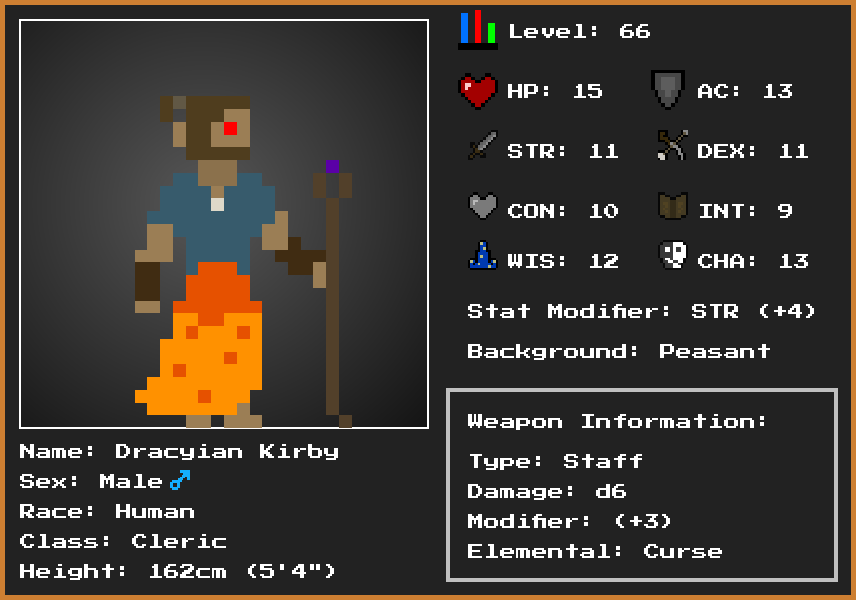 Level: 66
HP: 15
AC: 13
STR: 11
DEX: 11
CON: 10
INT: 9
WIS: 12
CHA: 13
Stat Modifier: STR (+4)
Background: Peasant
Weapon Information:
Type: Staff
Damage: d6
Modifier: (+3)
Elemental: Curse
Name: Dracyian Kirby
Sex: Male♂
Race: Human
Class: Cleric
Height: 162cm (5'4")